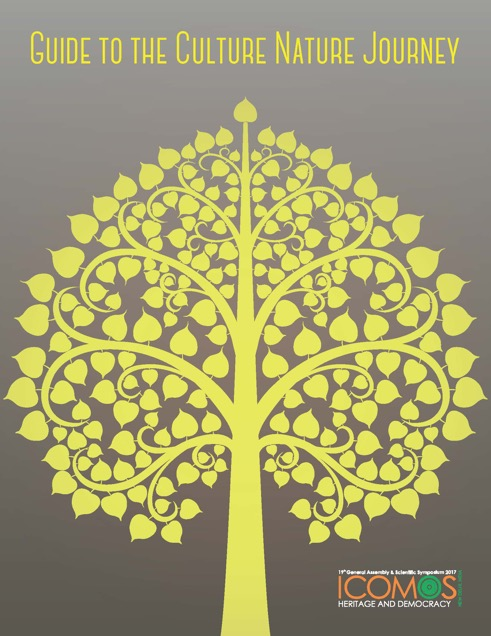 GUIDE TO THE CULTURE NATURE JOURNEY
19th General Assembly & Scientific Symposium 2017
ICOMOS
HERITAGE AND DEMOCRACY